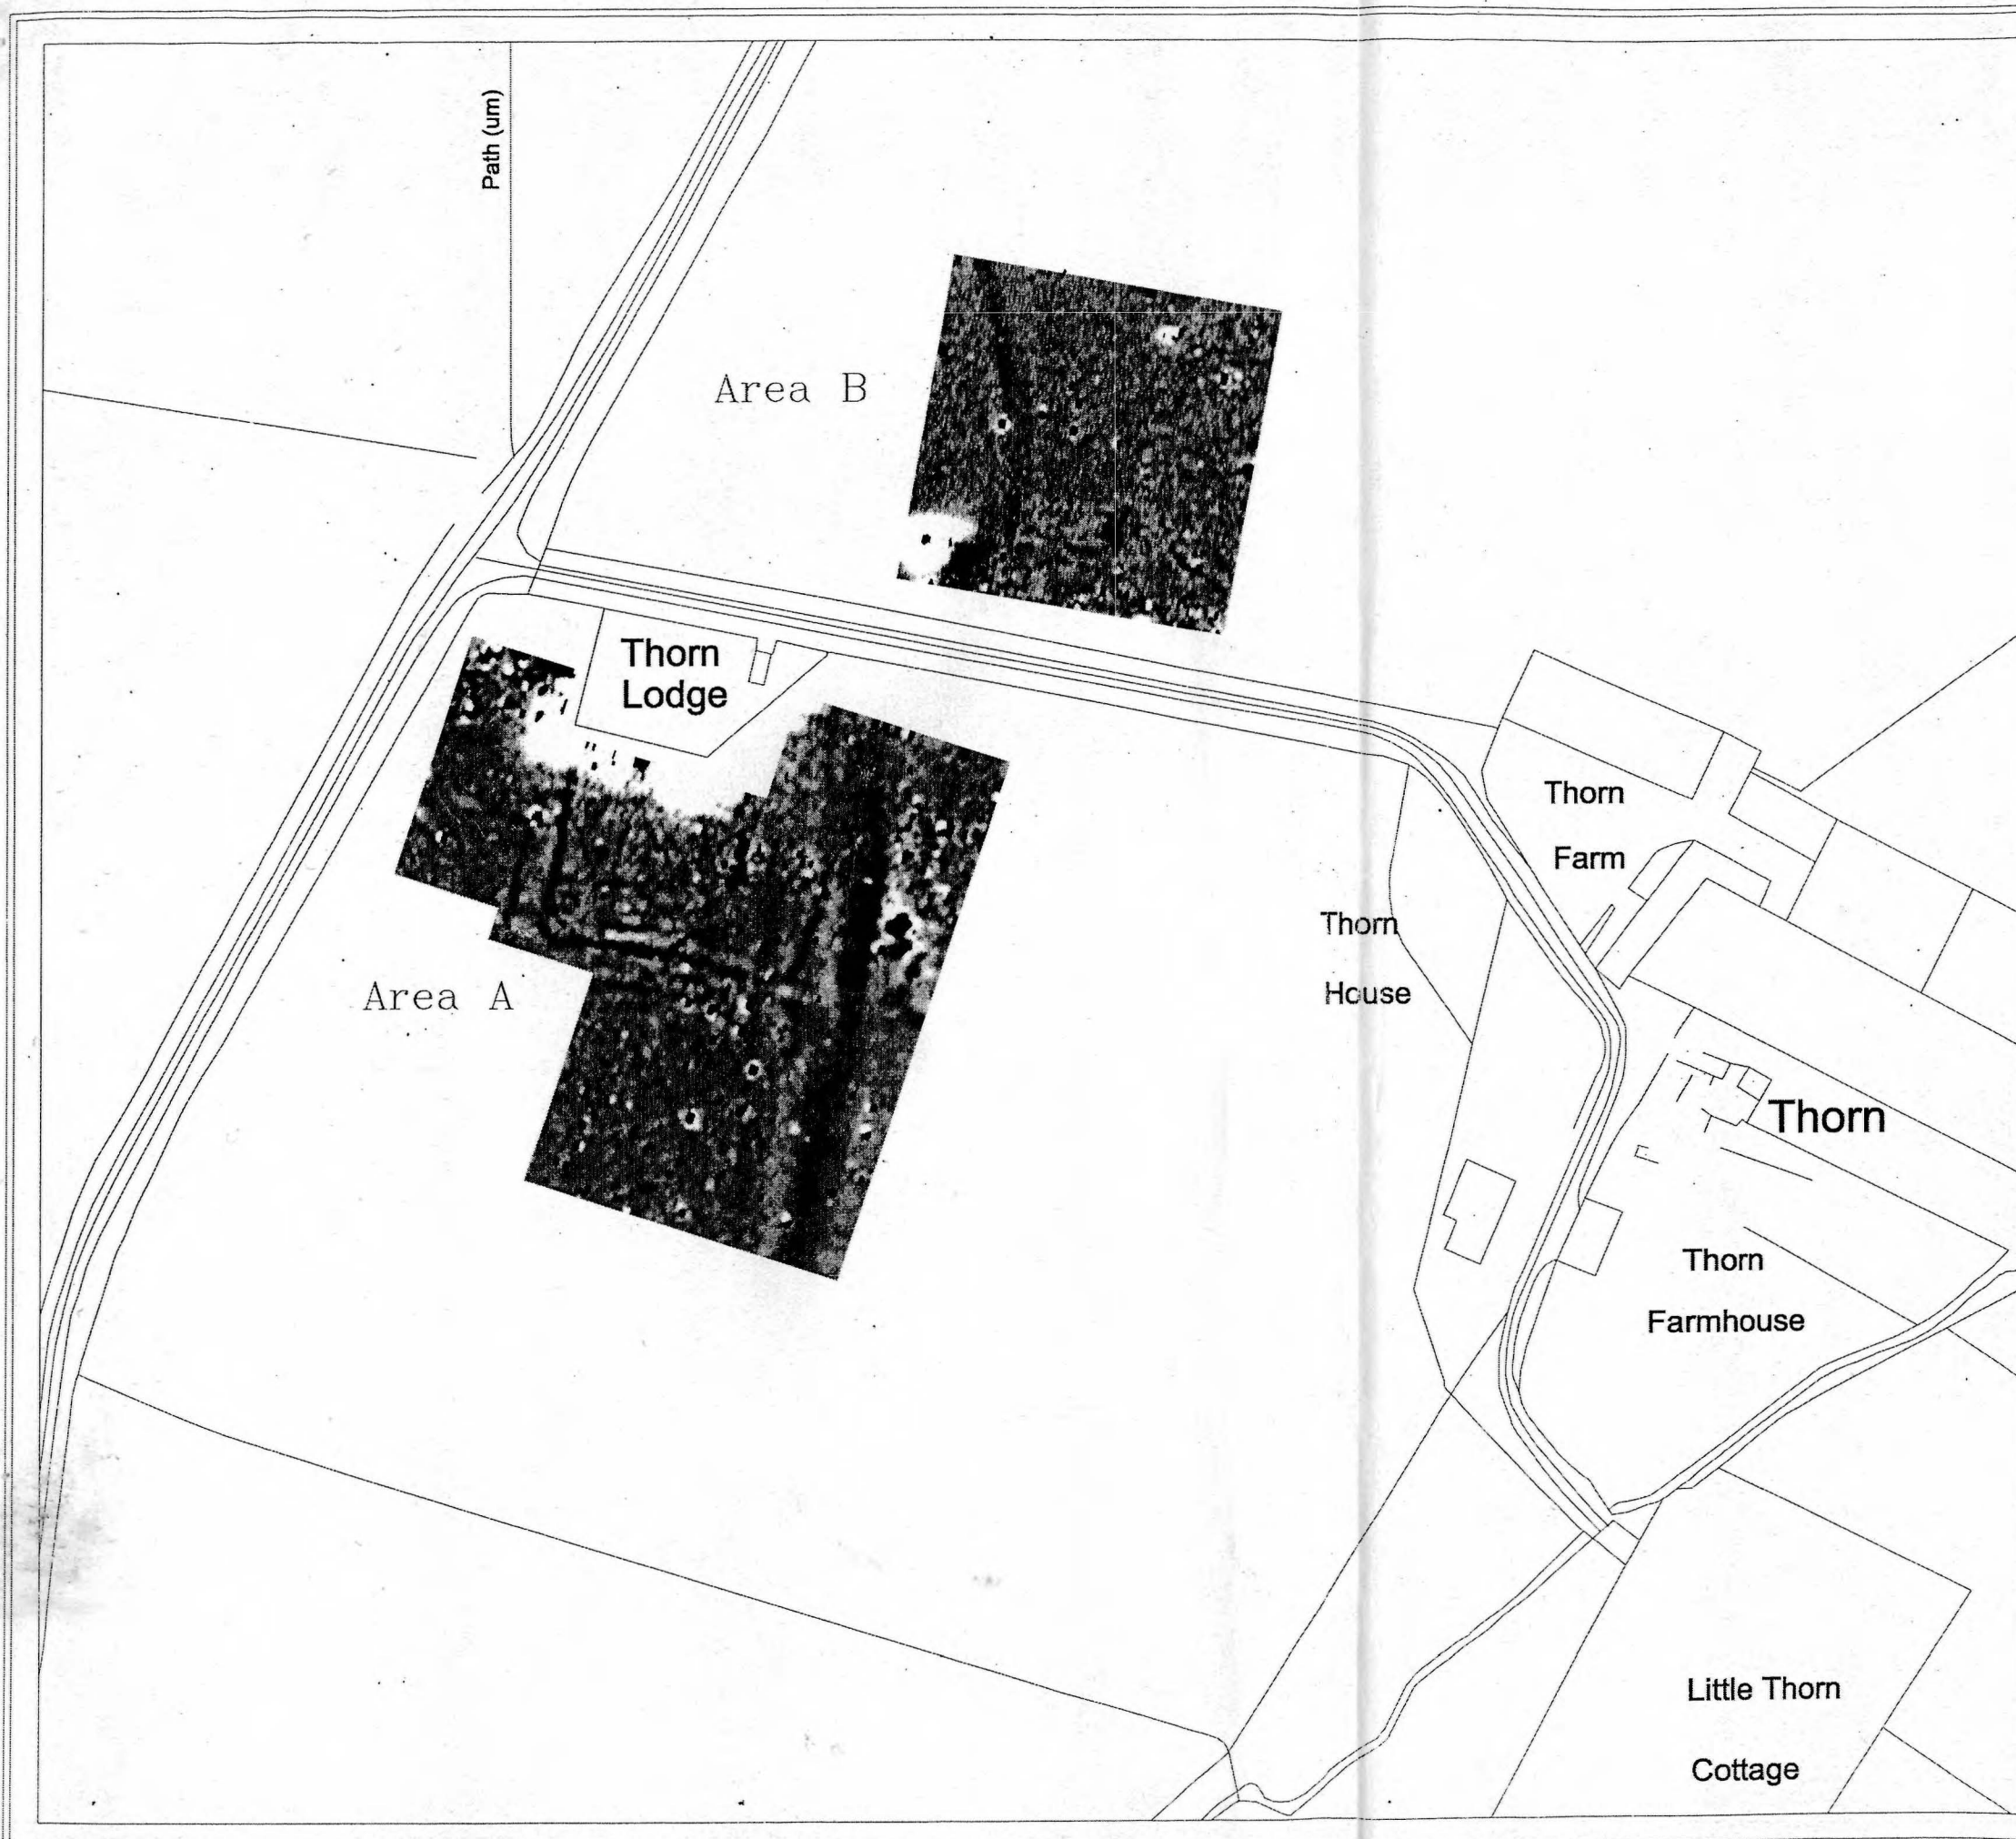 Path (um)
Area B
Thorn
Lodge
Thorn
Farm
Thorn
House
Area A
Thorn
Thorn
Farmhouse
Little Thorn
Cottage